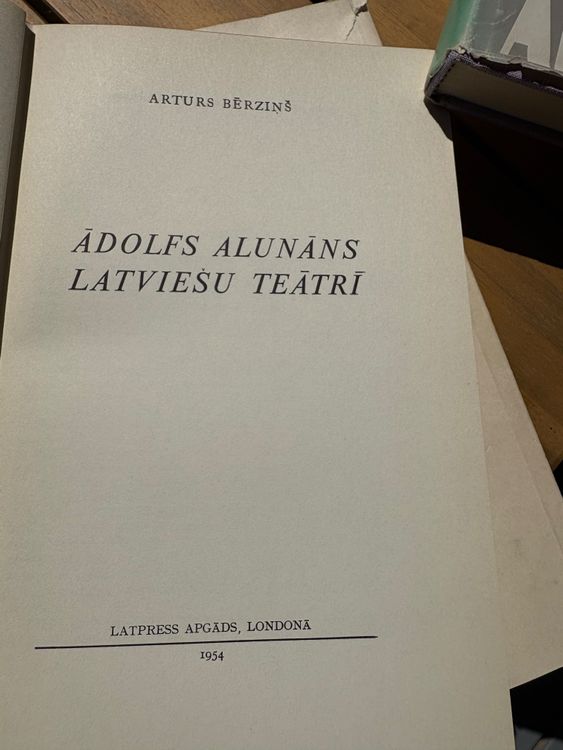 ARTURS BĒRZIŅŠ
ĀDOLFS ALUNĀNS
LATVIEŠU TEĀTRĪ
LATPRESS APGĀDS, LONDONĀ
1954